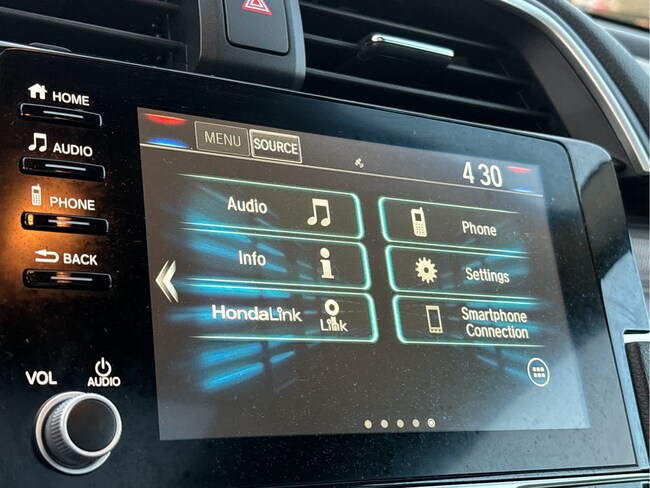 HOME
AUDIO
PHONE
BACK
VOL
AUDIO
MENU
SOURCE
4 30
Audio
Phone
Info
Settings
HondaLink
Link
Smartphone
Connection